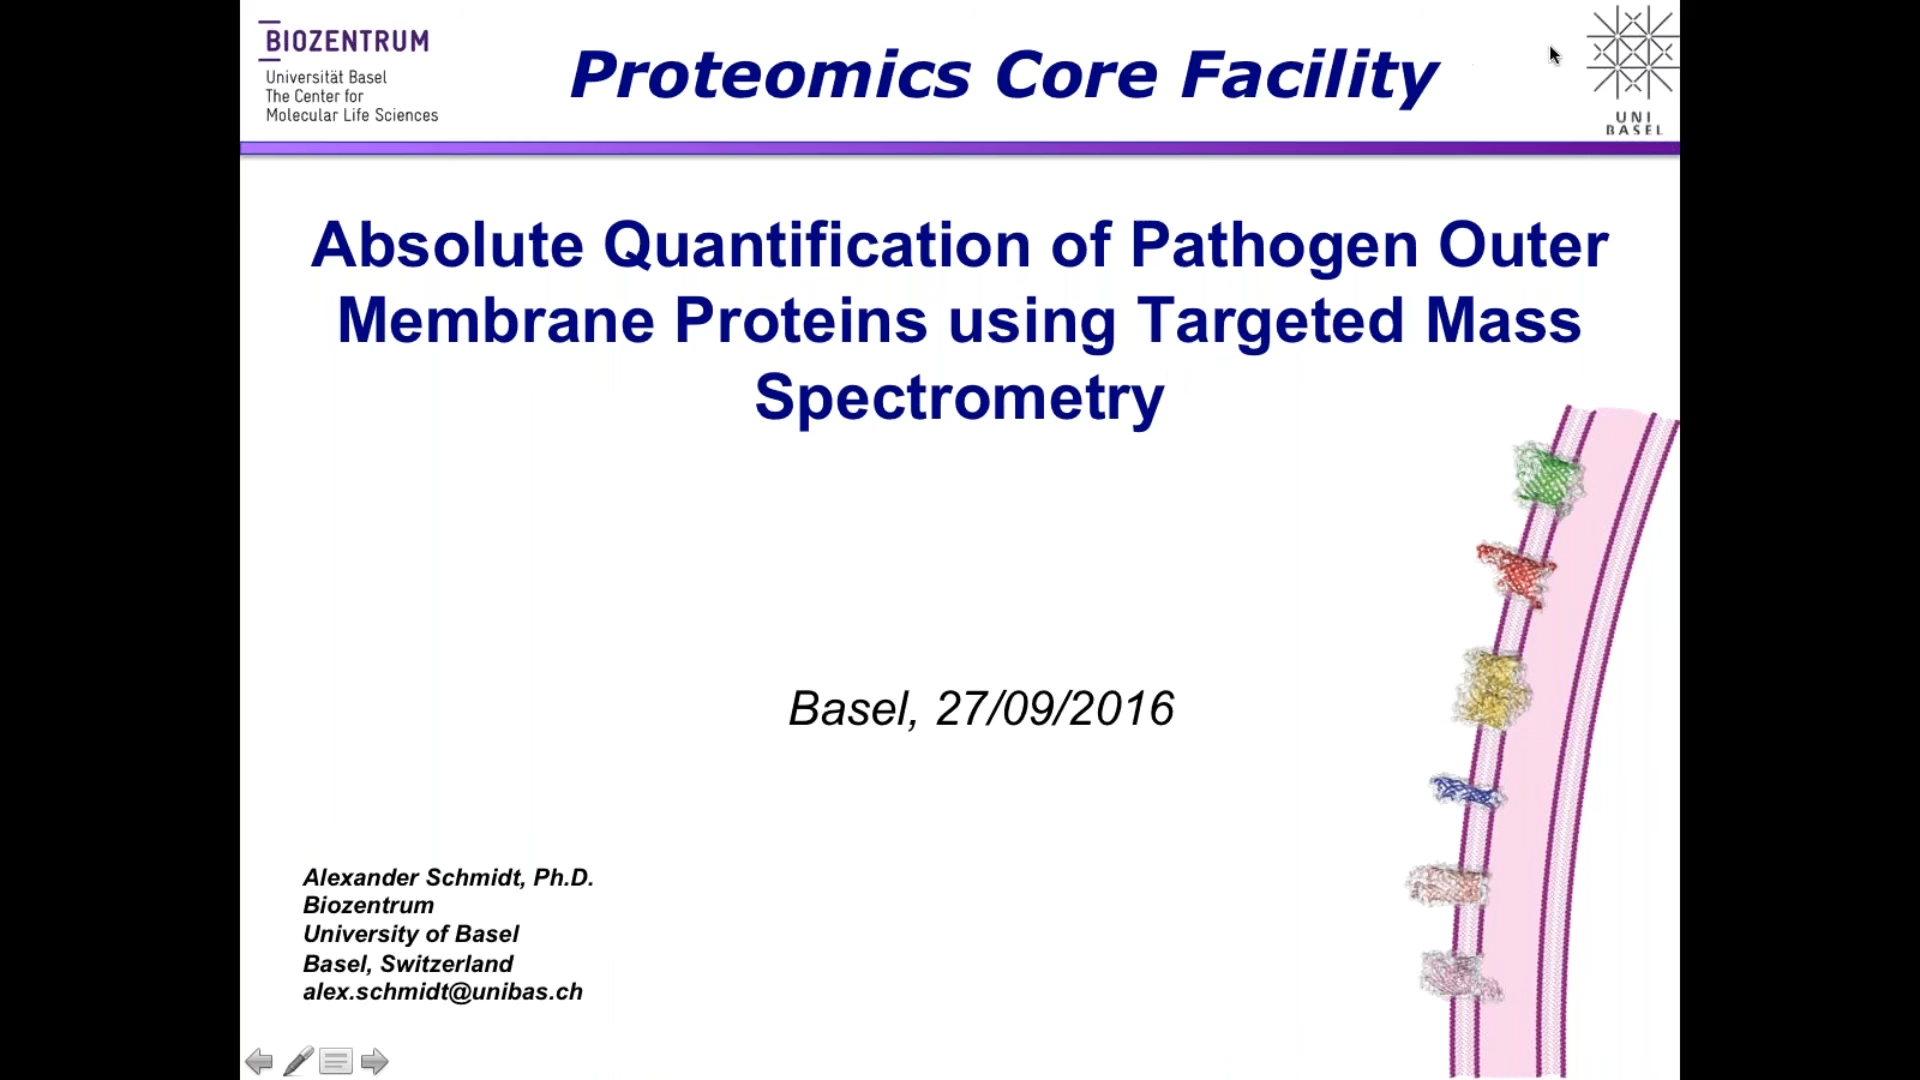 BIOZENTRUM
Universität Basel
The Center for
Molecular Life Sciences
Proteomics Core Facility
UNI
BASEL
Absolute Quantification of Pathogen Outer
Membrane Proteins using Targeted Mass
Spectrometry
Basel, 27/09/2016
Alexander Schmidt, Ph.D.
Biozentrum
University of Basel
Basel, Switzerland
alex.schmidt@unibas.ch